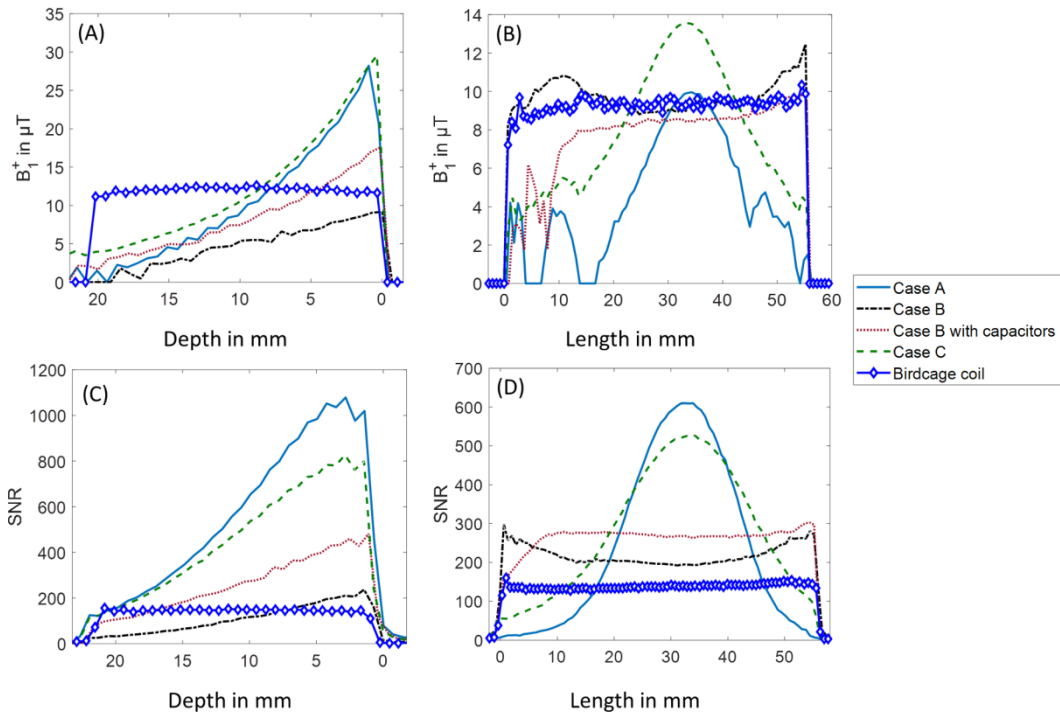 (A)
35
30
25
20
15
10
5
0
B₁⁺ in µT
20 15 10 5 0
Depth in mm
(B)
14
12
10
8
6
4
2
0
B₁⁺ in µT
0 10 20 30 40 50 60
Length in mm
Case A
Case B
Case B with capacitors
Case C
Birdcage coil
(C)
1200
1000
800
600
400
200
0
SNR
20 15 10 5 0
Depth in mm
(D)
700
600
500
400
300
200
100
0
SNR
0 10 20 30 40 50
Length in mm